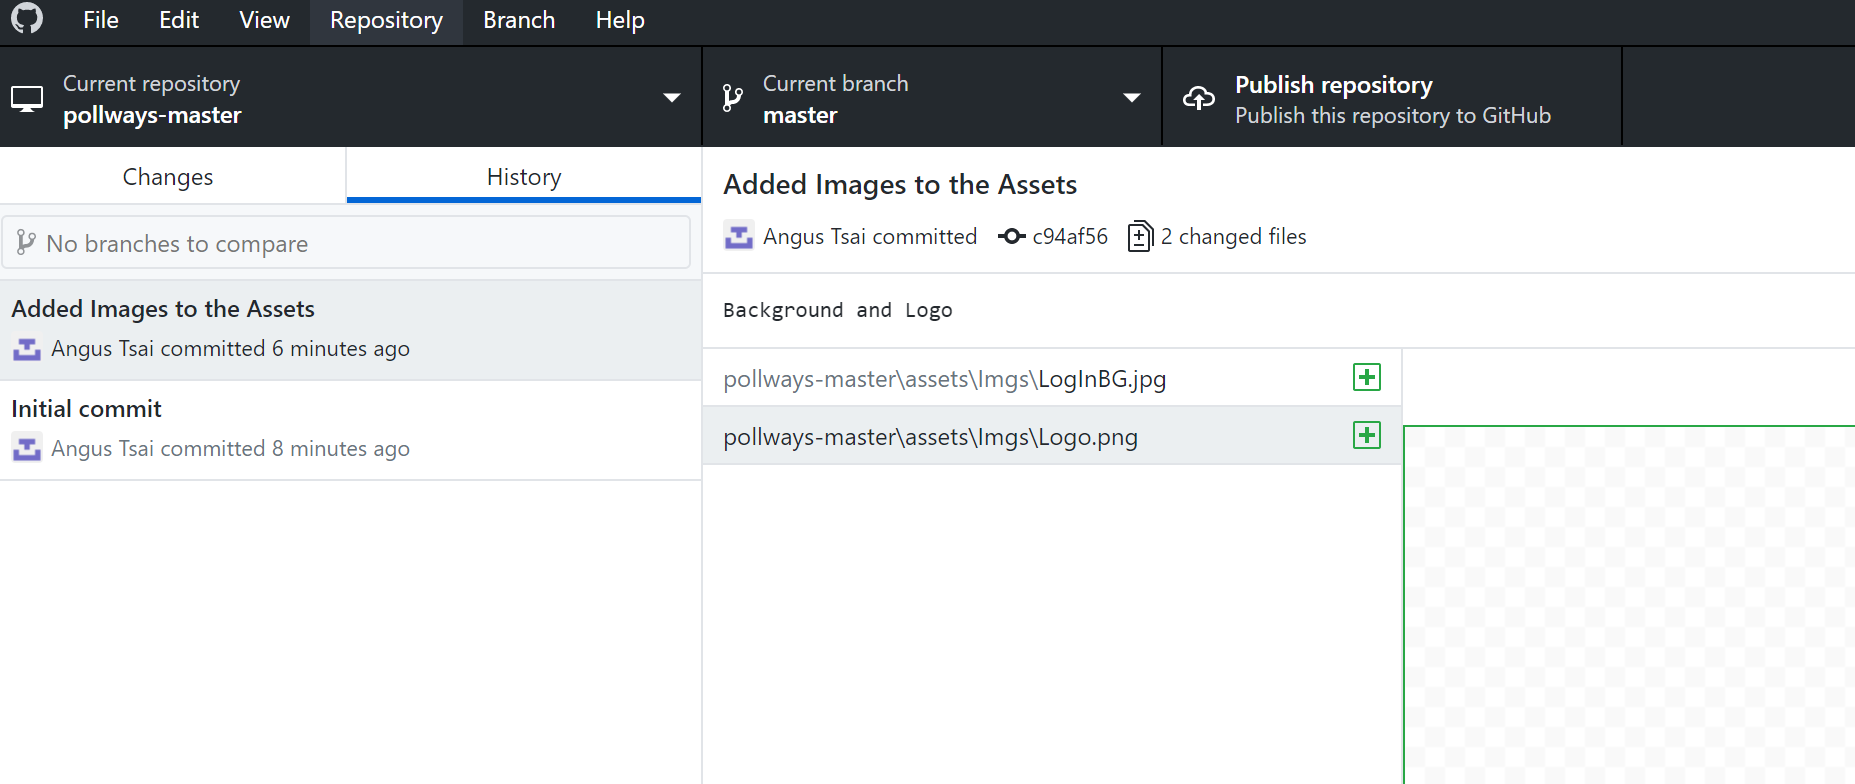 File Edit View Repository Branch Help
Current repository
pollways-master
Current branch
master
Publish repository
Publish this repository to GitHub
Changes
History
No branches to compare
Added Images to the Assets
Angus Tsai committed 6 minutes ago
Initial commit
Angus Tsai committed 8 minutes ago
Added Images to the Assets
Angus Tsai committed c94af56 2 changed files
Background and Logo
pollways-master\assets\Imgs\LogInBG.jpg
pollways-master\assets\Imgs\Logo.png